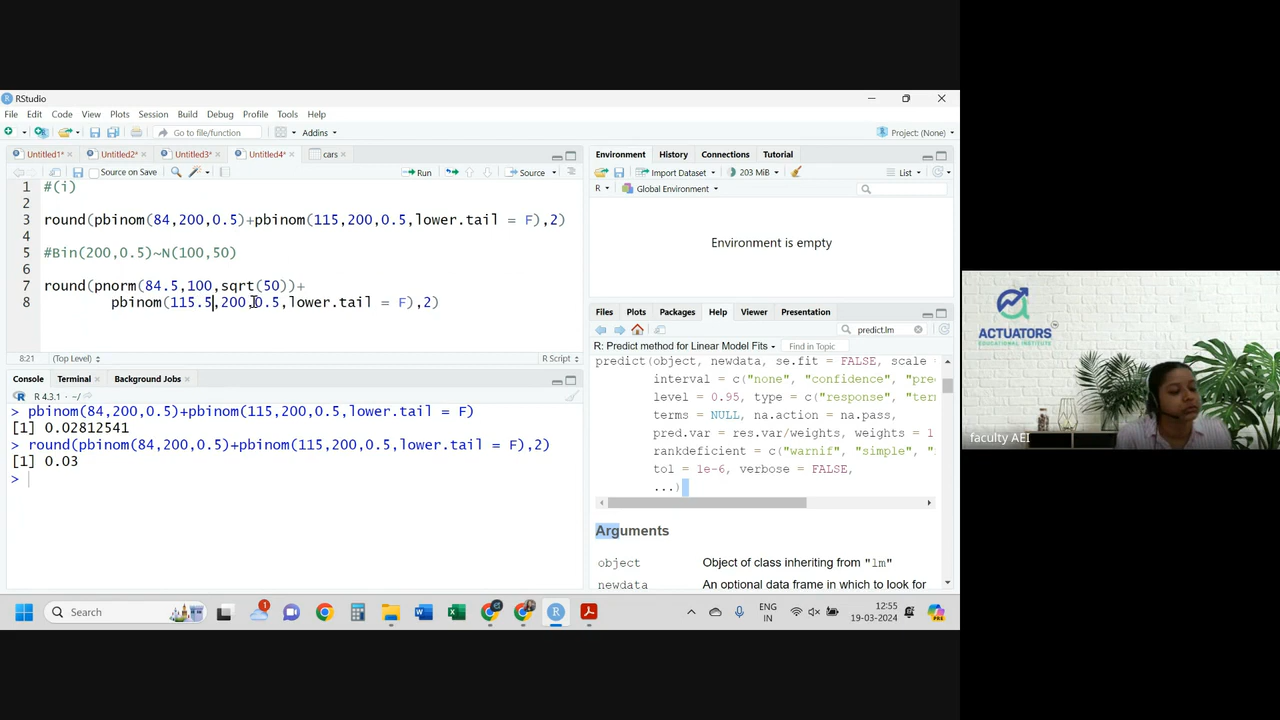 RStudio
File Edit Code View Plots Session Build Debug Profile Tools Help
Go to file/function Addins Project: (None)
Untitled1* Untitled2* Untitled3* Untitled4* cars
Source on Save Run Source
1 #(i)
2
3 round(pbinom(84,200,0.5)+pbinom(115,200,0.5,lower.tail = F),2)
4
5 #Bin(200,0.5)~N(100,50)
6
7 round(pnorm(84.5,100,sqrt(50))+
8 pbinom(115.5,200,0.5,lower.tail = F),2)
8:21 (Top Level) R Script
Console Terminal Background Jobs
R 4.3.1 · ~/
> pbinom(84,200,0.5)+pbinom(115,200,0.5,lower.tail = F)
[1] 0.02812541
> round(pbinom(84,200,0.5)+pbinom(115,200,0.5,lower.tail = F),2)
[1] 0.03
>
Environment History Connections Tutorial
Import Dataset 203 MiB List
R Global Environment
Environment is empty
Files Plots Packages Help Viewer Presentation
predict.lm
R: Predict method for Linear Model Fits Find in Topic
predict(object, newdata, se.fit = FALSE, scale =
interval = c("none", "confidence", "pre
level = 0.95, type = c("response", "ter
terms = NULL, na.action = na.pass,
pred.var = res.var/weights, weights = 1
rankdeficient = c("warnif", "simple",
tol = 1e-6, verbose = FALSE,
...)
Arguments
object Object of class inheriting from "lm"
newdata An optional data frame in which to look for
ACTUATORS
EDUCATIONAL INSTITUTE
faculty AEI
Search
1
ENG
IN
12:55
19-03-2024